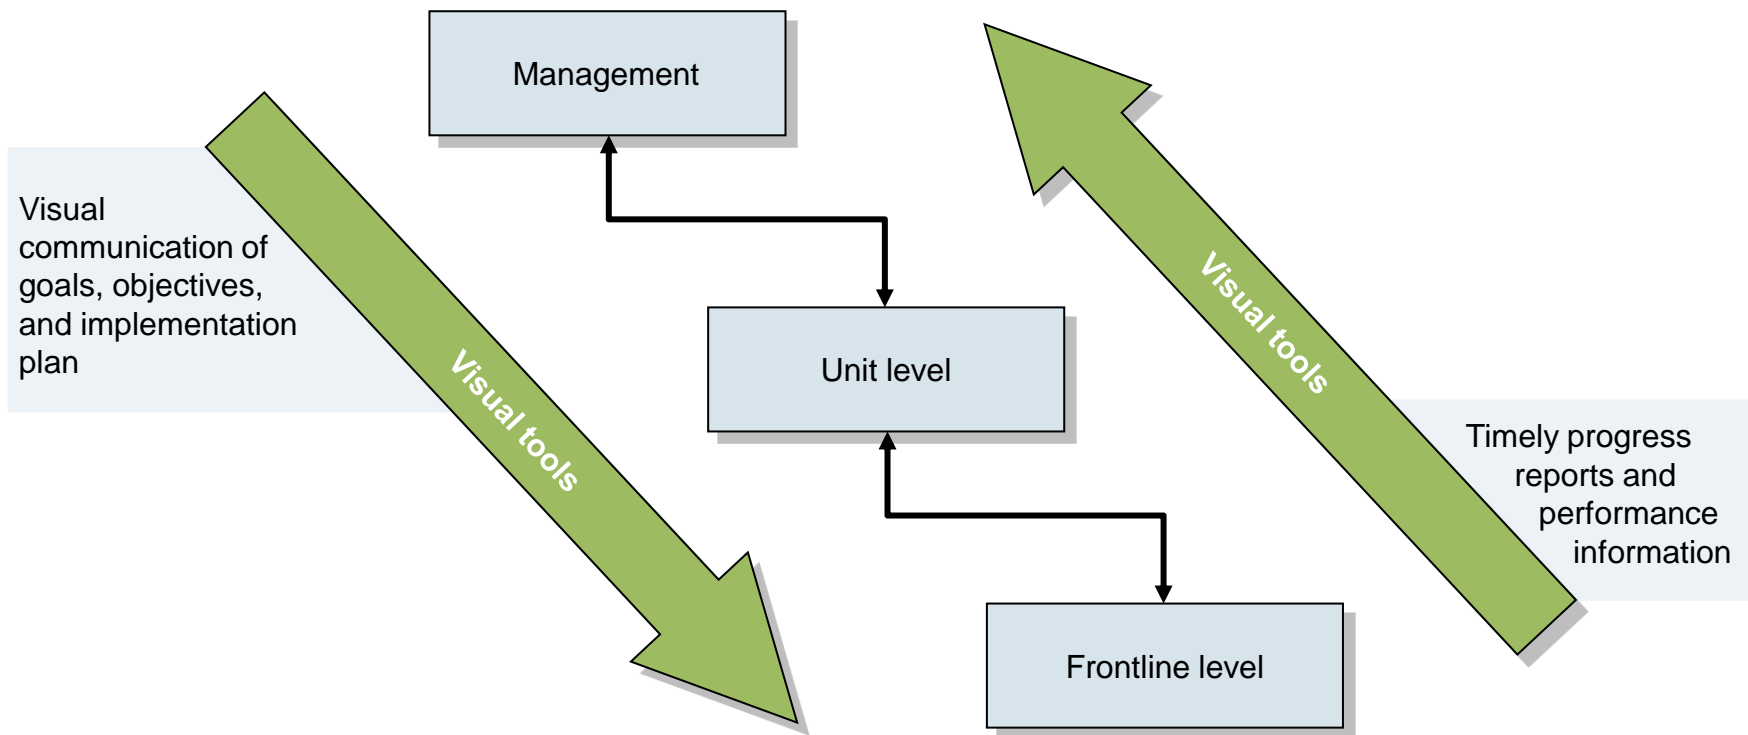 Management
Visual
communication of
goals, objectives,
and implementation
plan
Visual tools
Unit level
Visual tools
Timely progress
reports and
performance
information
Frontline level